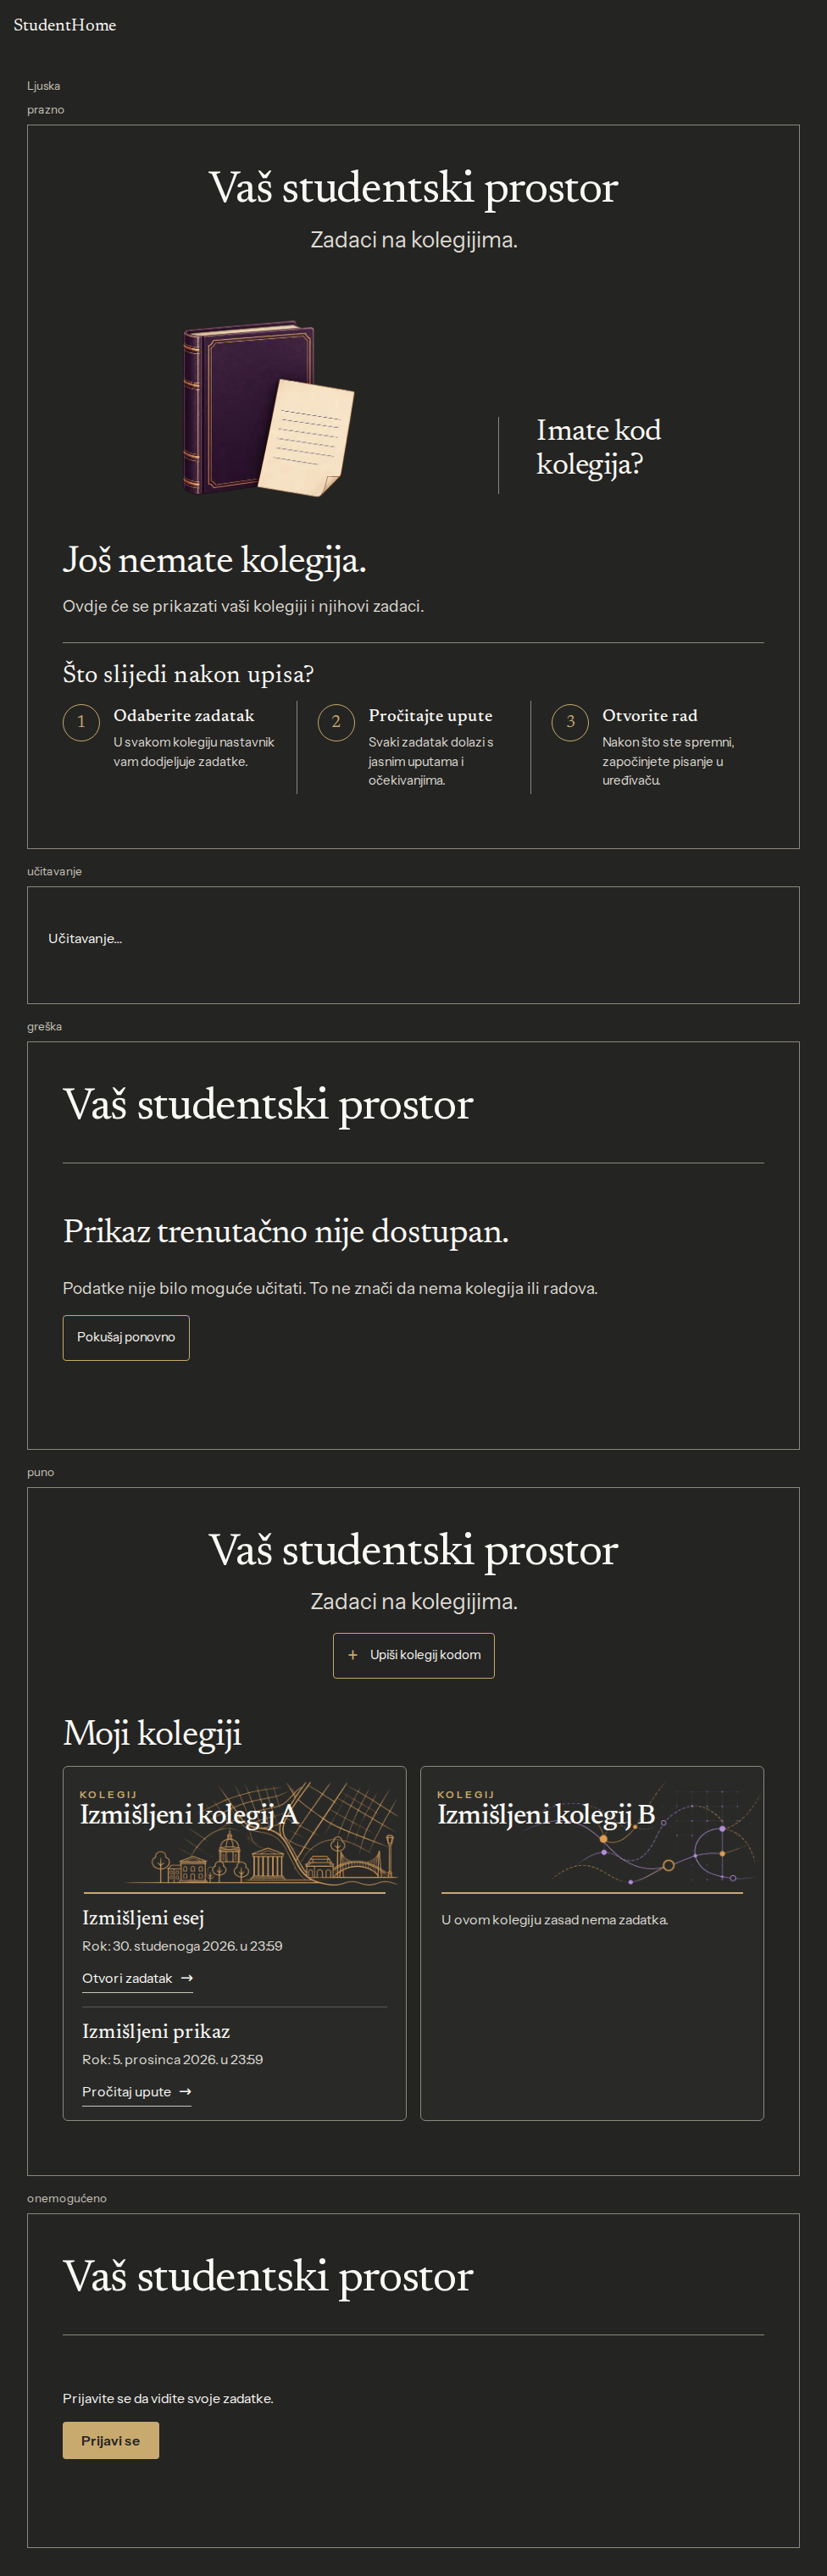 StudentHome
Ljuska
prazno
Vaš studentski prostor
Zadaci na kolegijima.
Imate kod
kolegija?
Još nemate kolegija.
Ovdje će se prikazati vaši kolegiji i njihovi zadaci.
Što slijedi nakon upisa?
1
Odaberite zadatak
U svakom kolegiju nastavnik
vam dodjeljuje zadatke.
2
Pročitajte upute
Svaki zadatak dolazi s
jasnim uputama i
očekivanjima.
3
Otvorite rad
Nakon što ste spremni,
započinjete pisanje u
uređivaču.
učitavanje
Učitavanje…
greška
Vaš studentski prostor
Prikaz trenutačno nije dostupan.
Podatke nije bilo moguće učitati. To ne znači da nema kolegija ili radova.
Pokušaj ponovno
puno
Vaš studentski prostor
Zadaci na kolegijima.
+ Upiši kolegij kodom
Moji kolegiji
KOLEGIJ
Izmišljeni kolegij A
Izmišljeni esej
Rok: 30. studenoga 2026. u 23:59
Otvori zadatak →
Izmišljeni prikaz
Rok: 5. prosinca 2026. u 23:59
Pročitaj upute →
KOLEGIJ
Izmišljeni kolegij B
U ovom kolegiju zasad nema zadatka.
onemogućeno
Vaš studentski prostor
Prijavite se da vidite svoje zadatke.
Prijavi se